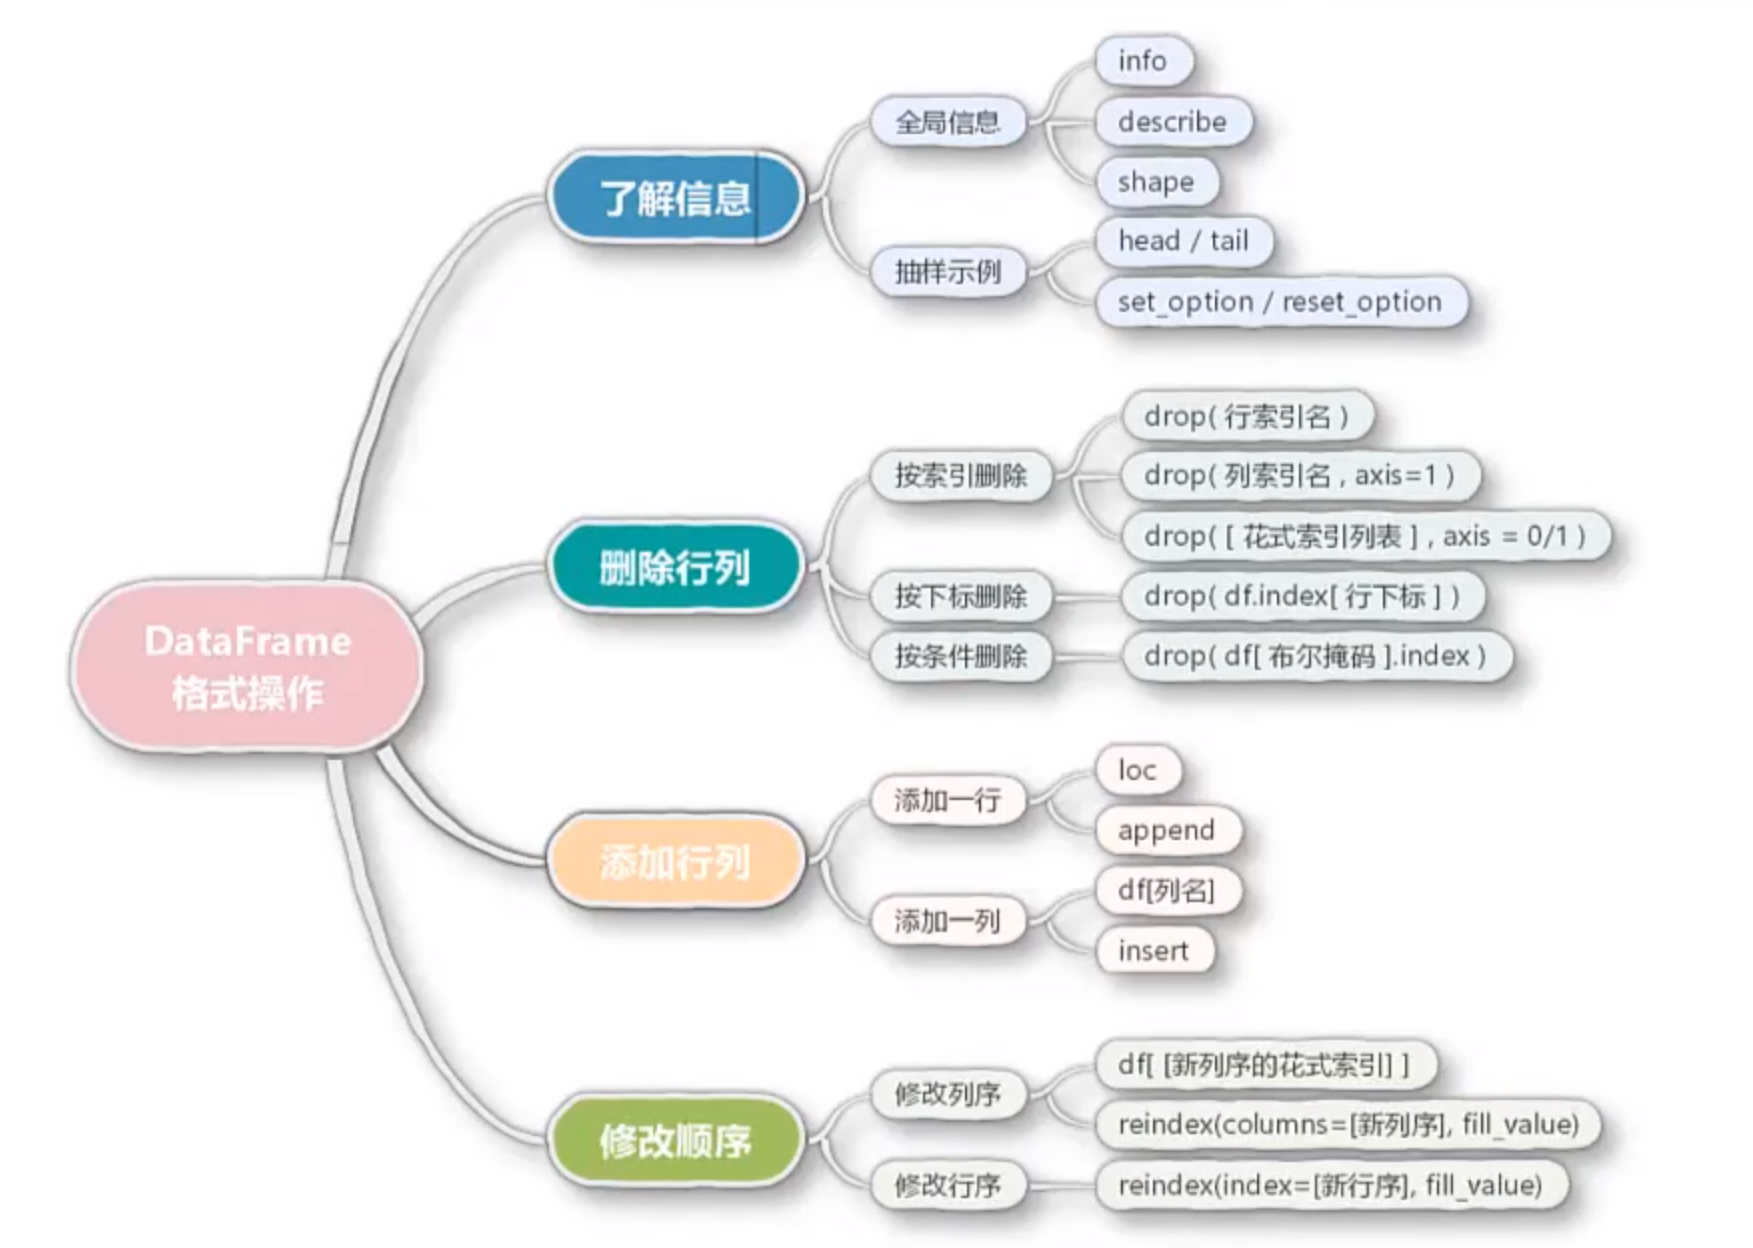 DataFrame
格式操作
了解信息
全局信息
info
describe
shape
抽样示例
head / tail
set_option / reset_option
删除行列
按索引删除
drop( 行索引名 )
drop( 列索引名 , axis=1 )
drop( [ 花式索引列表 ] , axis = 0/1 )
按下标删除
drop( df.index[ 行下标 ] )
按条件删除
drop( df[ 布尔掩码 ].index )
添加行列
添加一行
loc
append
添加一列
df[列名]
insert
修改顺序
修改列序
df[ [新列序的花式索引] ]
reindex(columns=[新列序], fill_value)
修改行序
reindex(index=[新行序], fill_value)